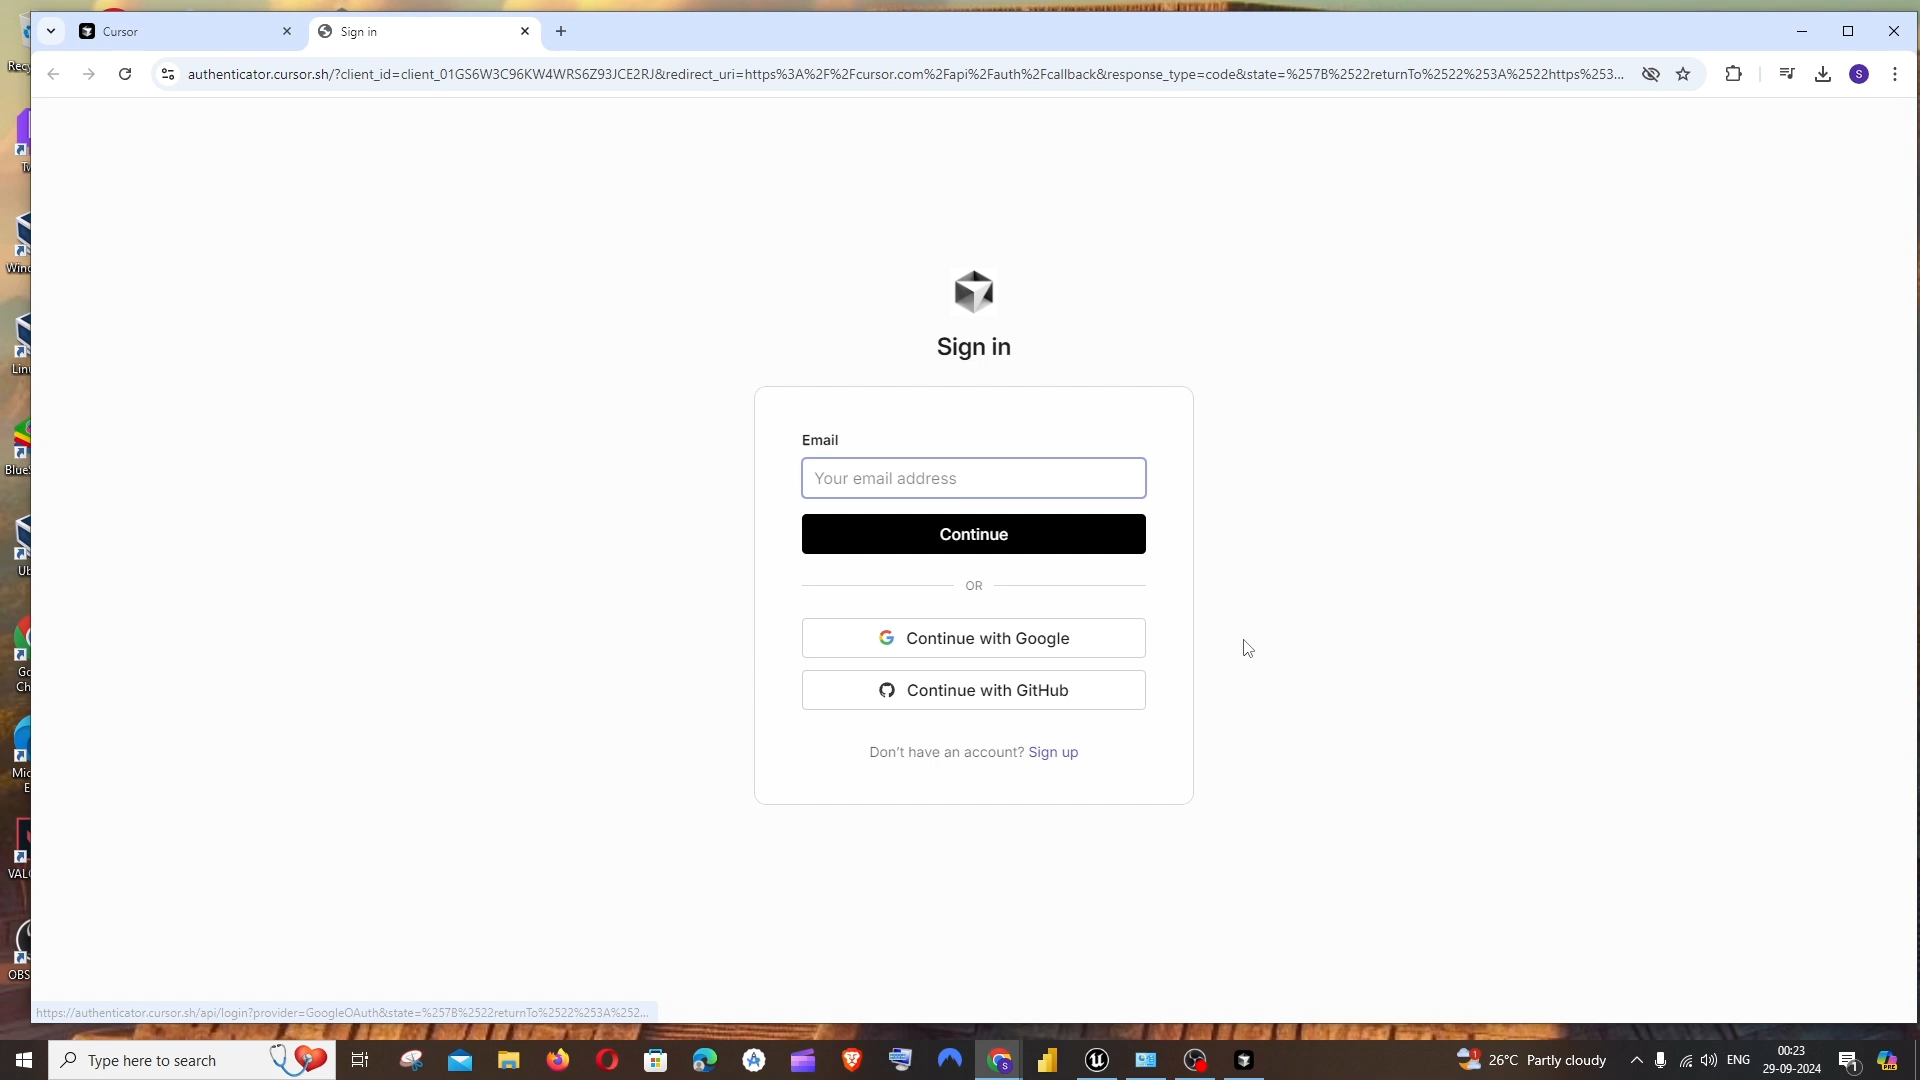 Cursor
Sign in
authenticator.cursor.sh/?client_id=client_01GS6W3C96KW4WRS6Z93JCE2RJ&redirect_uri=https%3A%2F%2Fcursor.com%2Fapi%2Fauth%2Fcallback&response_type=code&state=%257B%2522returnTo%2522%253A%2522https%253...
S
Sign in
Email
Your email address
Continue
OR
Continue with Google
Continue with GitHub
Don't have an account? Sign up
https://authenticator.cursor.sh/api/login?provider=GoogleOAuth&state=%257B%2522returnTo%2522%253A%252...
Type here to search
26°C Partly cloudy
ENG
00:23
29-09-2024